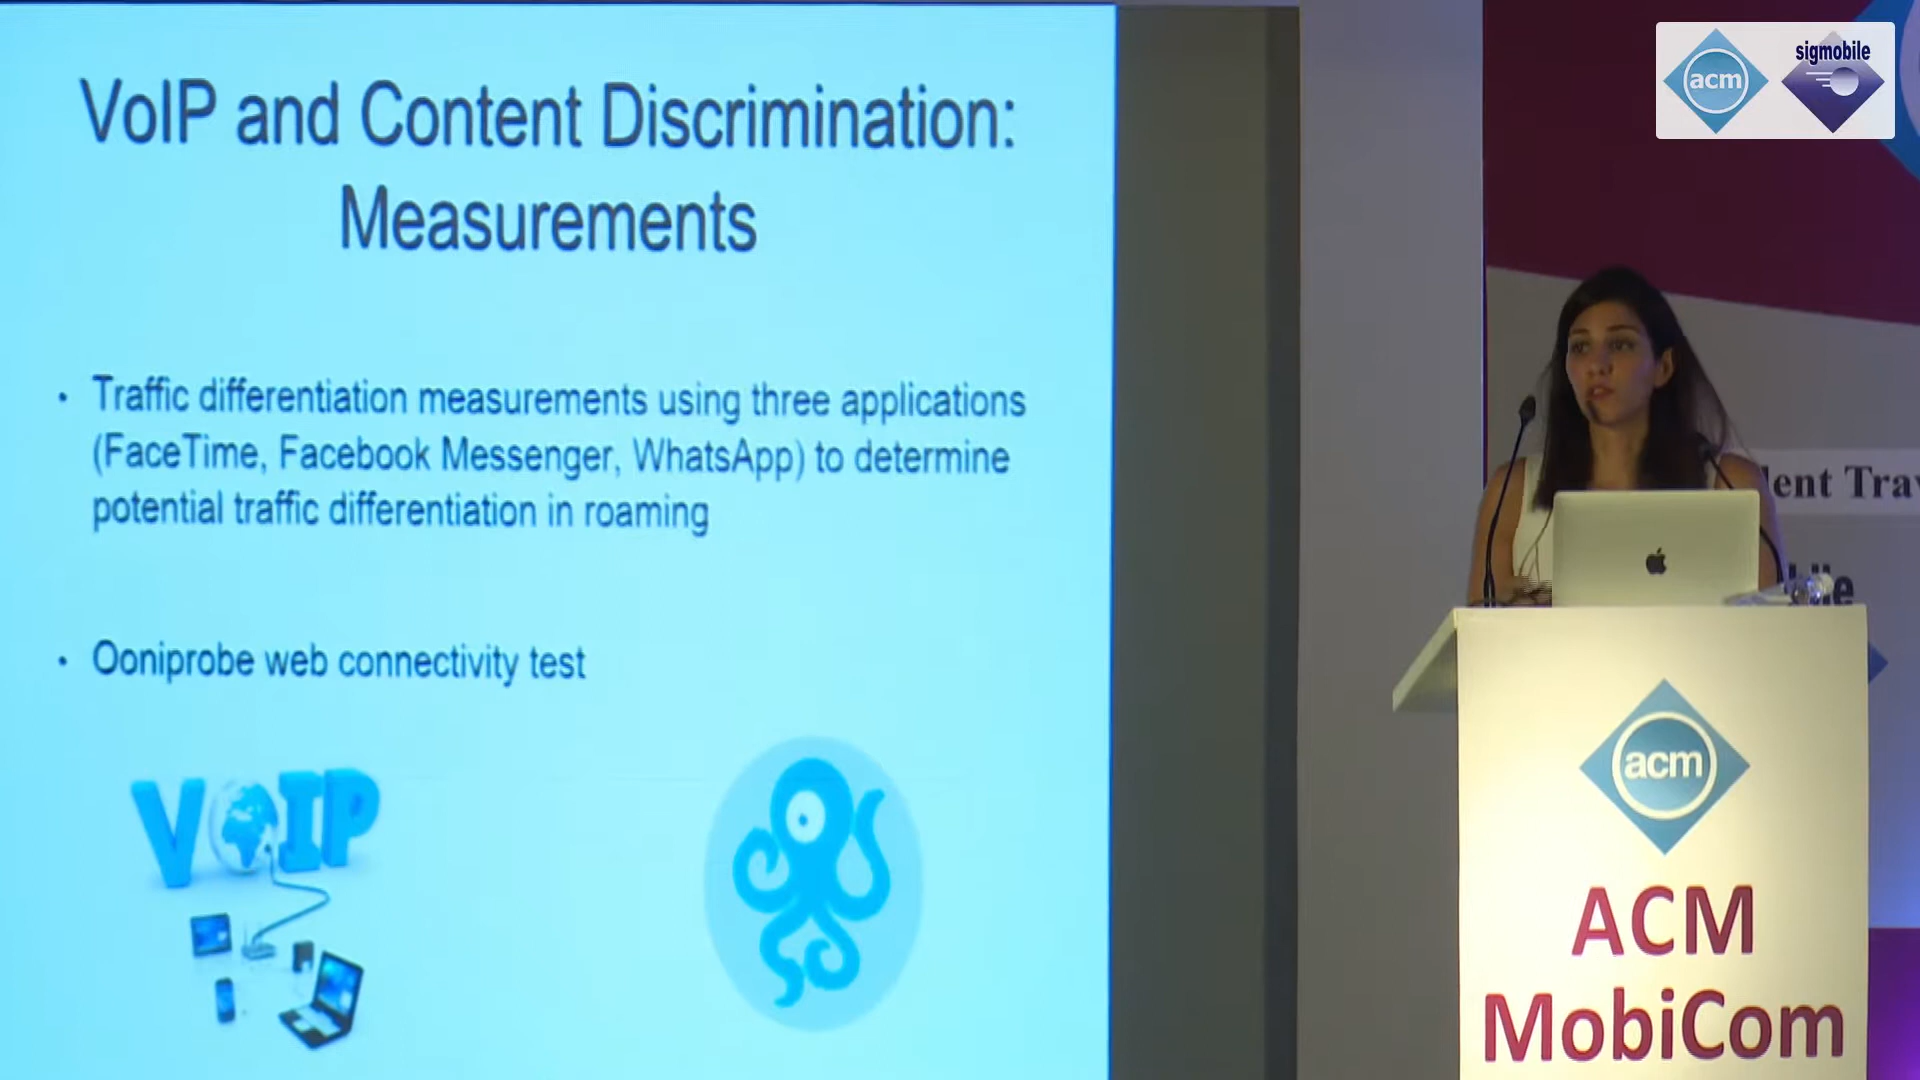 VoIP and Content Discrimination:
Measurements
• Traffic differentiation measurements using three applications
(FaceTime, Facebook Messenger, WhatsApp) to determine
potential traffic differentiation in roaming
• Ooniprobe web connectivity test
VOIP
acm
sigmobile
acm
ACM
MobiCom